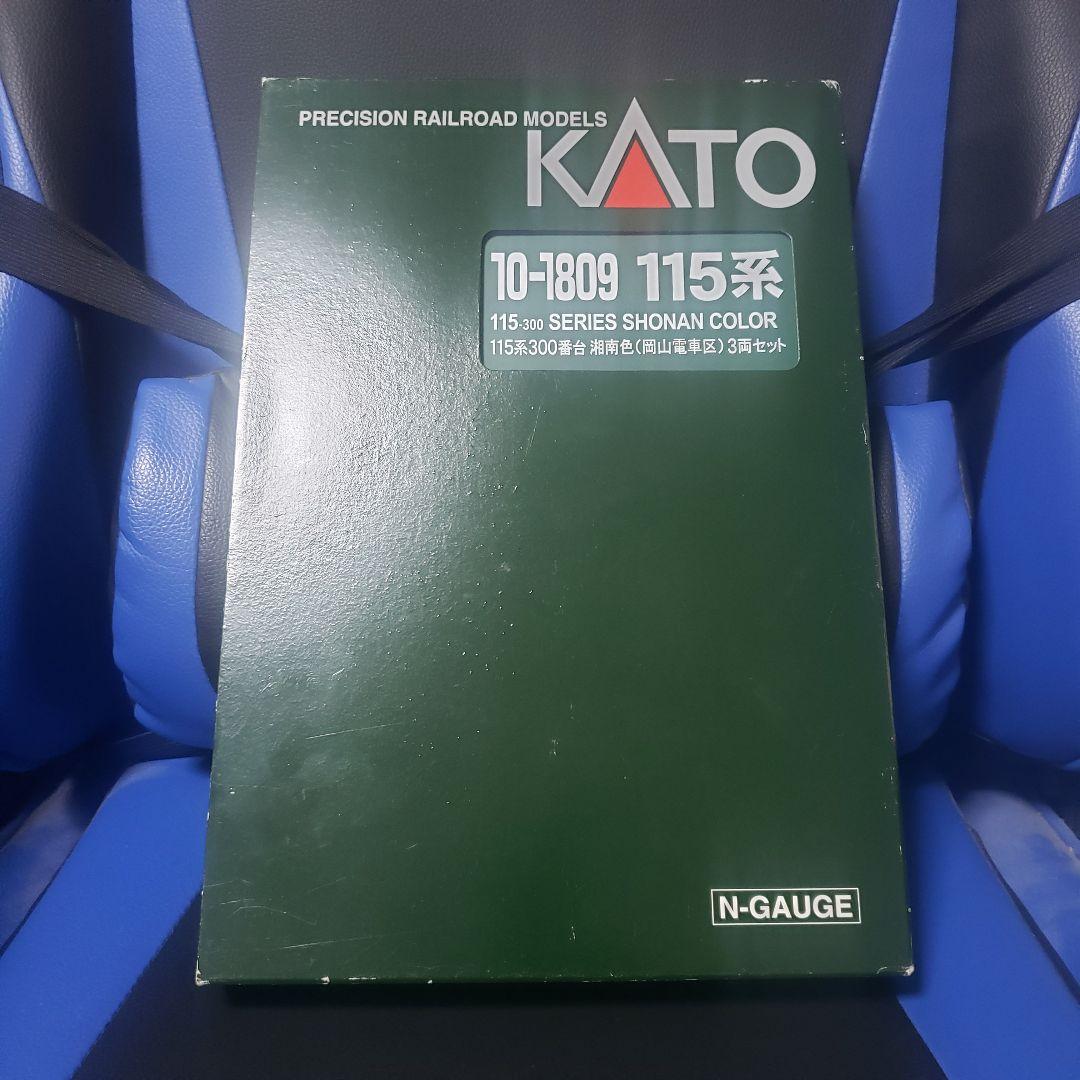 PRECISION RAILROAD MODELS
KATO
10-1809 115系
115-300 SERIES SHONAN COLOR
115系300番台 湘南色(岡山電車区)3両セット
N-GAUGE